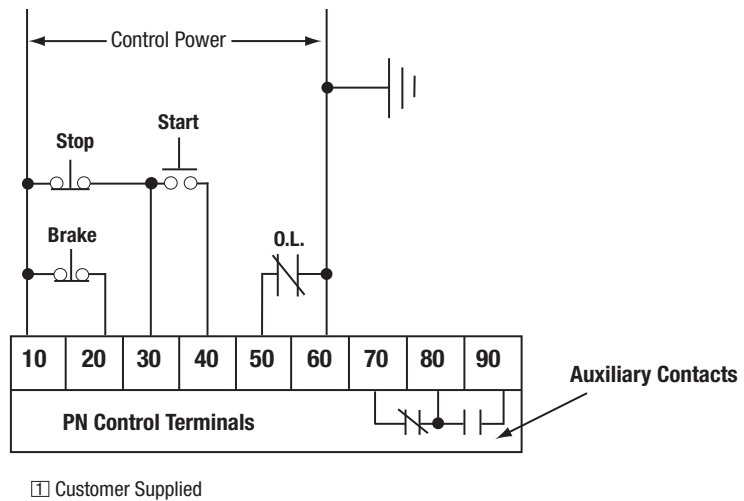 Control Power
Start
Stop
Brake
O.L.
10 20 30 40 50 60 70 80 90
Auxiliary Contacts
PN Control Terminals
1 Customer Supplied